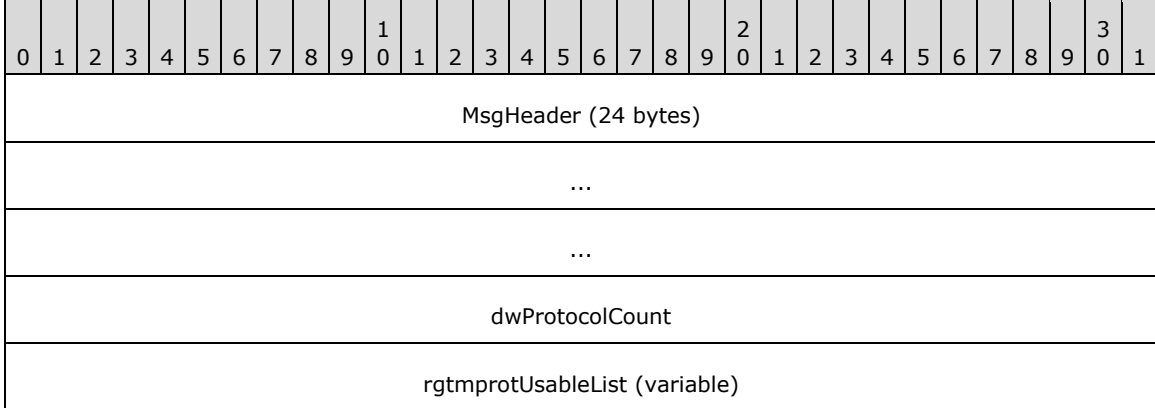 1 2 3
0 1 2 3 4 5 6 7 8 9 0 1 2 3 4 5 6 7 8 9 0 1 2 3 4 5 6 7 8 9 0 1
MsgHeader (24 bytes)
...
...
dwProtocolCount
rgtmprotUsableList (variable)